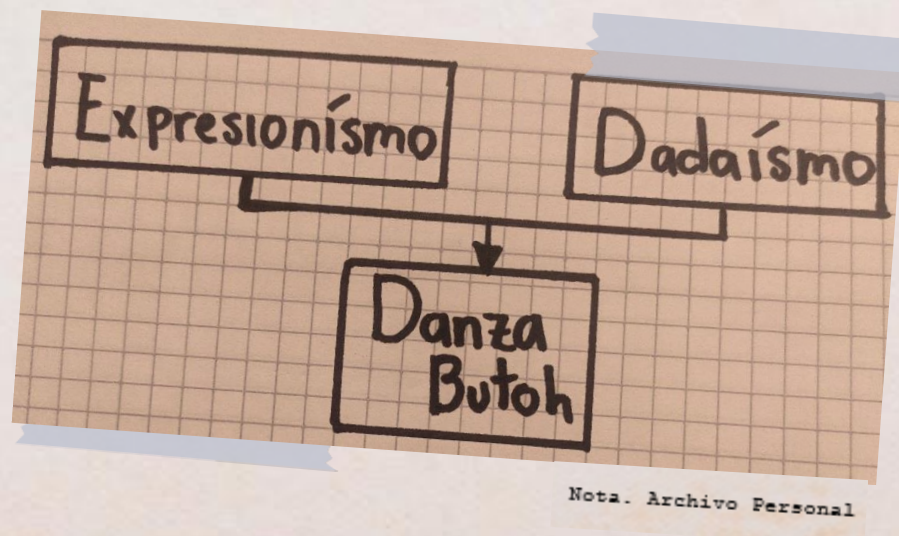 Expresionísmo
Dadaísmo
Danza
Butoh
Nota. Archivo Personal